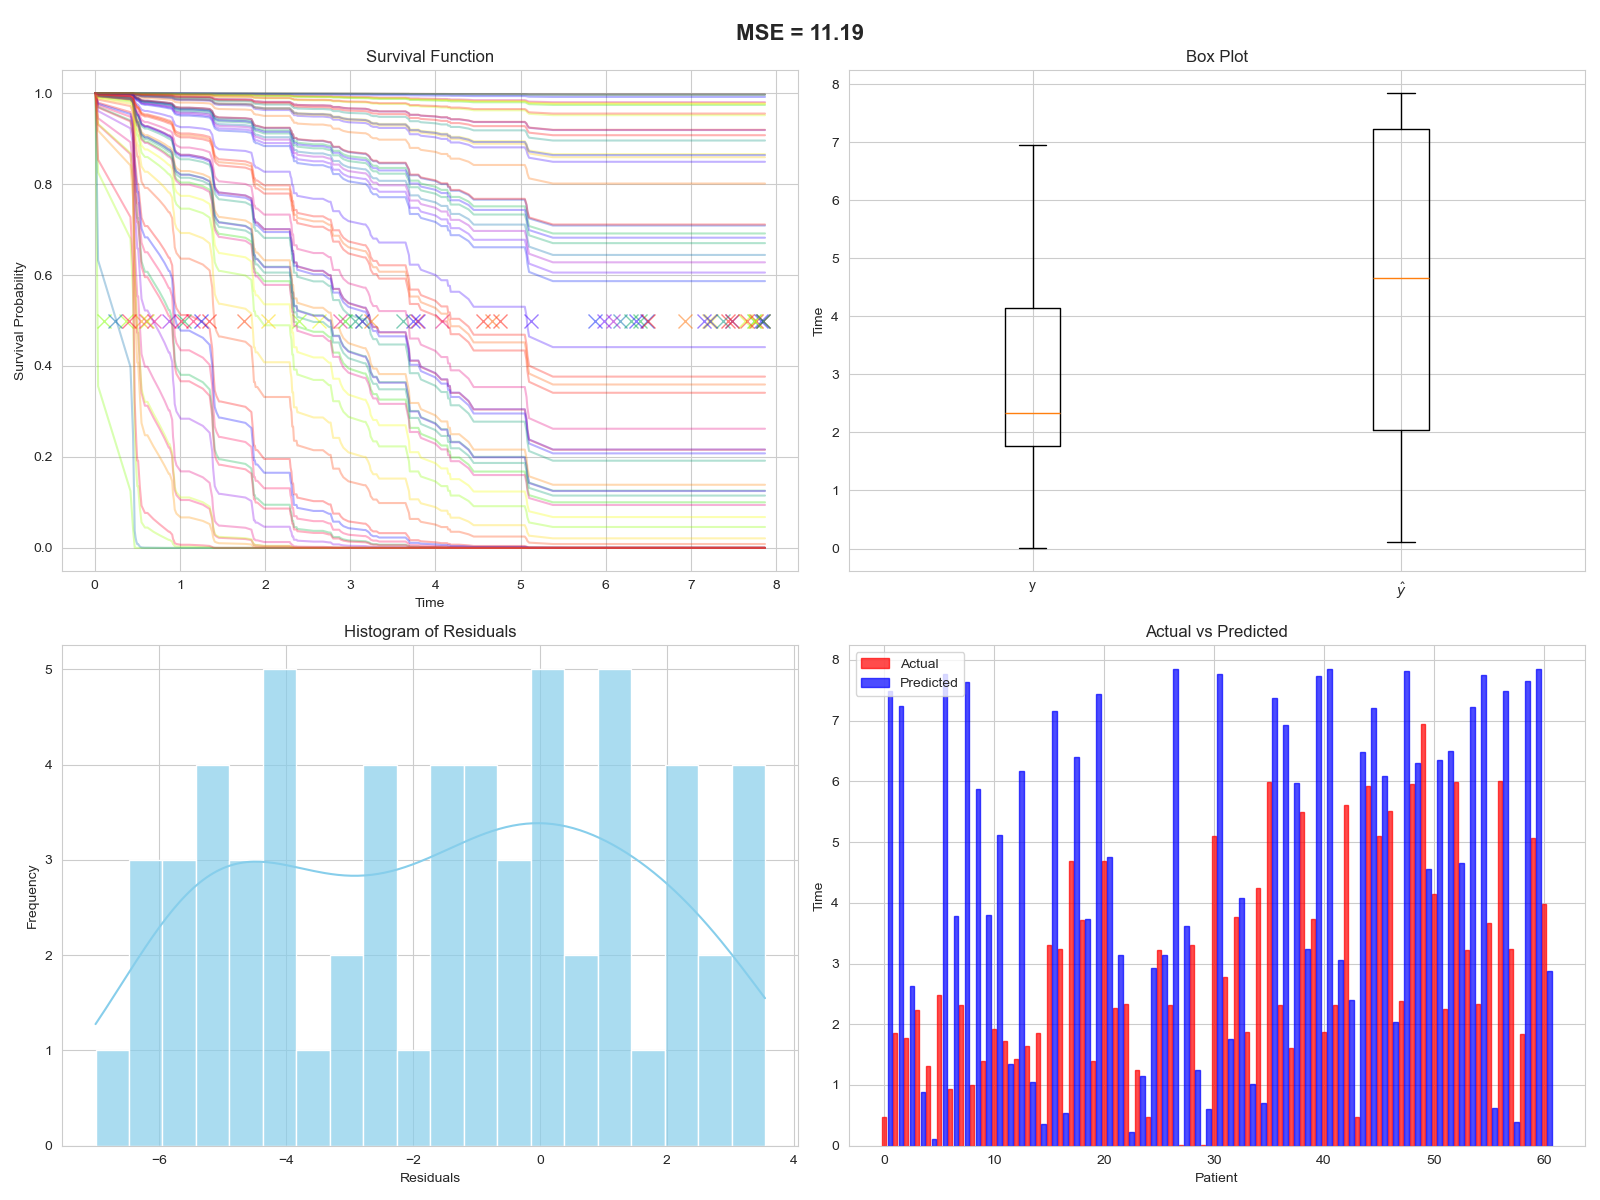 MSE = 11.19
Survival Function
Survival Probability
1.0
0.8
0.6
0.4
0.2
0.0
0 1 2 3 4 5 6 7 8
Time
Box Plot
Time
8
7
6
5
4
3
2
1
0
y ŷ
Histogram of Residuals
Frequency
5
4
3
2
1
0
−6 −4 −2 0 2 4
Residuals
Actual vs Predicted
Actual
Predicted
Time
8
7
6
5
4
3
2
1
0
0 10 20 30 40 50 60
Patient